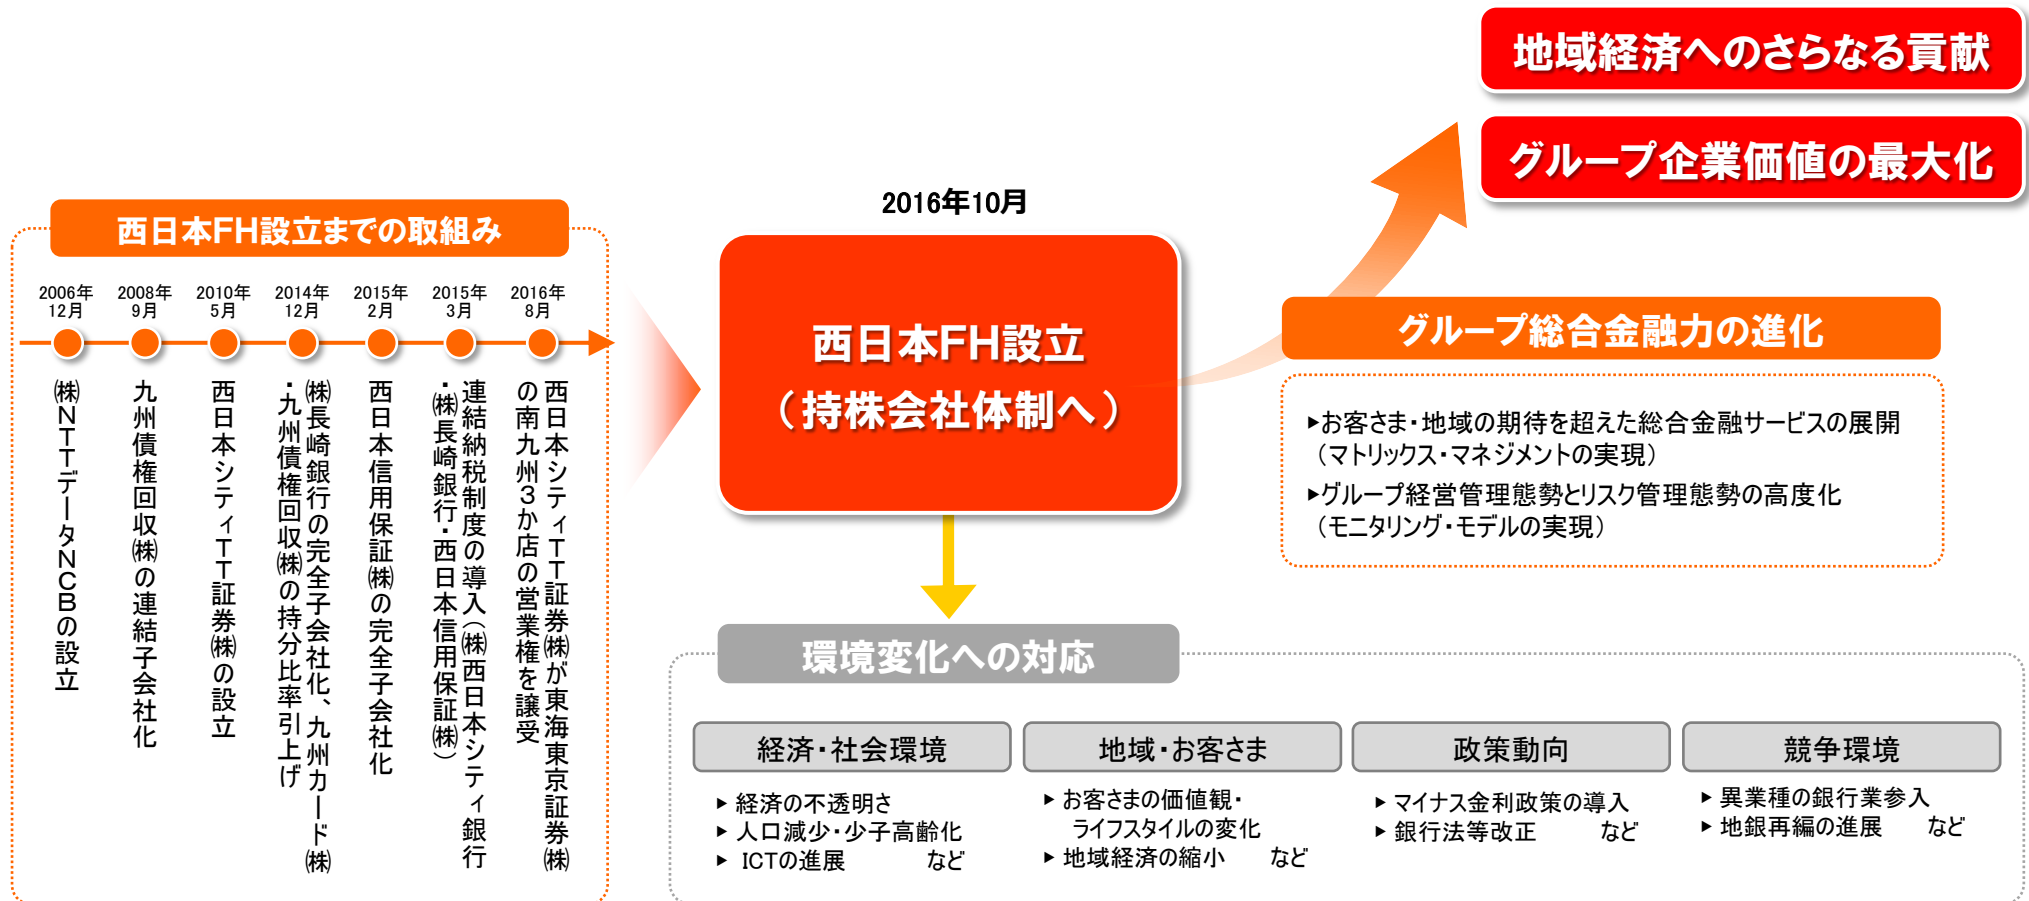 地域経済へのさらなる貢献
グループ企業価値の最大化
西日本FH設立までの取組み
2006年
12月
㈱NTTデータNCBの設立
2008年
9月
九州債権回収㈱の連結子会社化
2010年
5月
西日本シティTT証券㈱の設立
2014年
12月
㈱長崎銀行の完全子会社化、九州カード㈱
・九州債権回収㈱の持分比率引上げ
2015年
2月
西日本信用保証㈱の完全子会社化
2015年
3月
連結納税制度の導入（㈱西日本シティ銀行
・㈱長崎銀行・西日本信用保証㈱）
2016年
8月
西日本シティTT証券㈱が東海東京証券㈱
の南九州3か店の営業権を譲受
2016年10月
西日本FH設立
（持株会社体制へ）
グループ総合金融力の進化
▶お客さま・地域の期待を超えた総合金融サービスの展開
（マトリックス・マネジメントの実現）
▶グループ経営管理態勢とリスク管理態勢の高度化
（モニタリング・モデルの実現）
環境変化への対応
経済・社会環境
▶ 経済の不透明さ
▶ 人口減少・少子高齢化
▶ ICTの進展 など
地域・お客さま
▶ お客さまの価値観・
ライフスタイルの変化
▶ 地域経済の縮小 など
政策動向
▶ マイナス金利政策の導入
▶ 銀行法等改正 など
競争環境
▶ 異業種の銀行業参入
▶ 地銀再編の進展 など